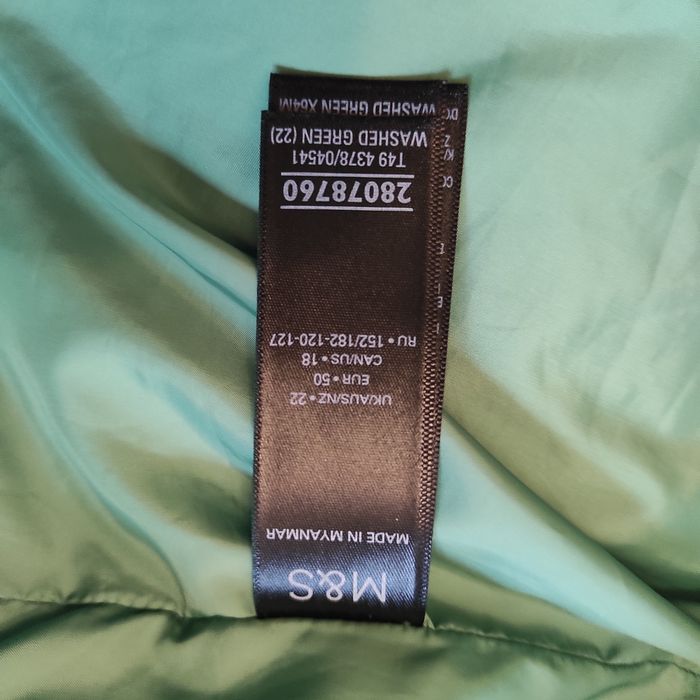 M&S
MADE IN MYANMAR
UK/AUS/NZ • 22
EUR • 50
CAN/US • 18
RU • 152/182-120-127
28078760
T49 4378/04541
WASHED GREEN (22)
WASHED GREEN X64M